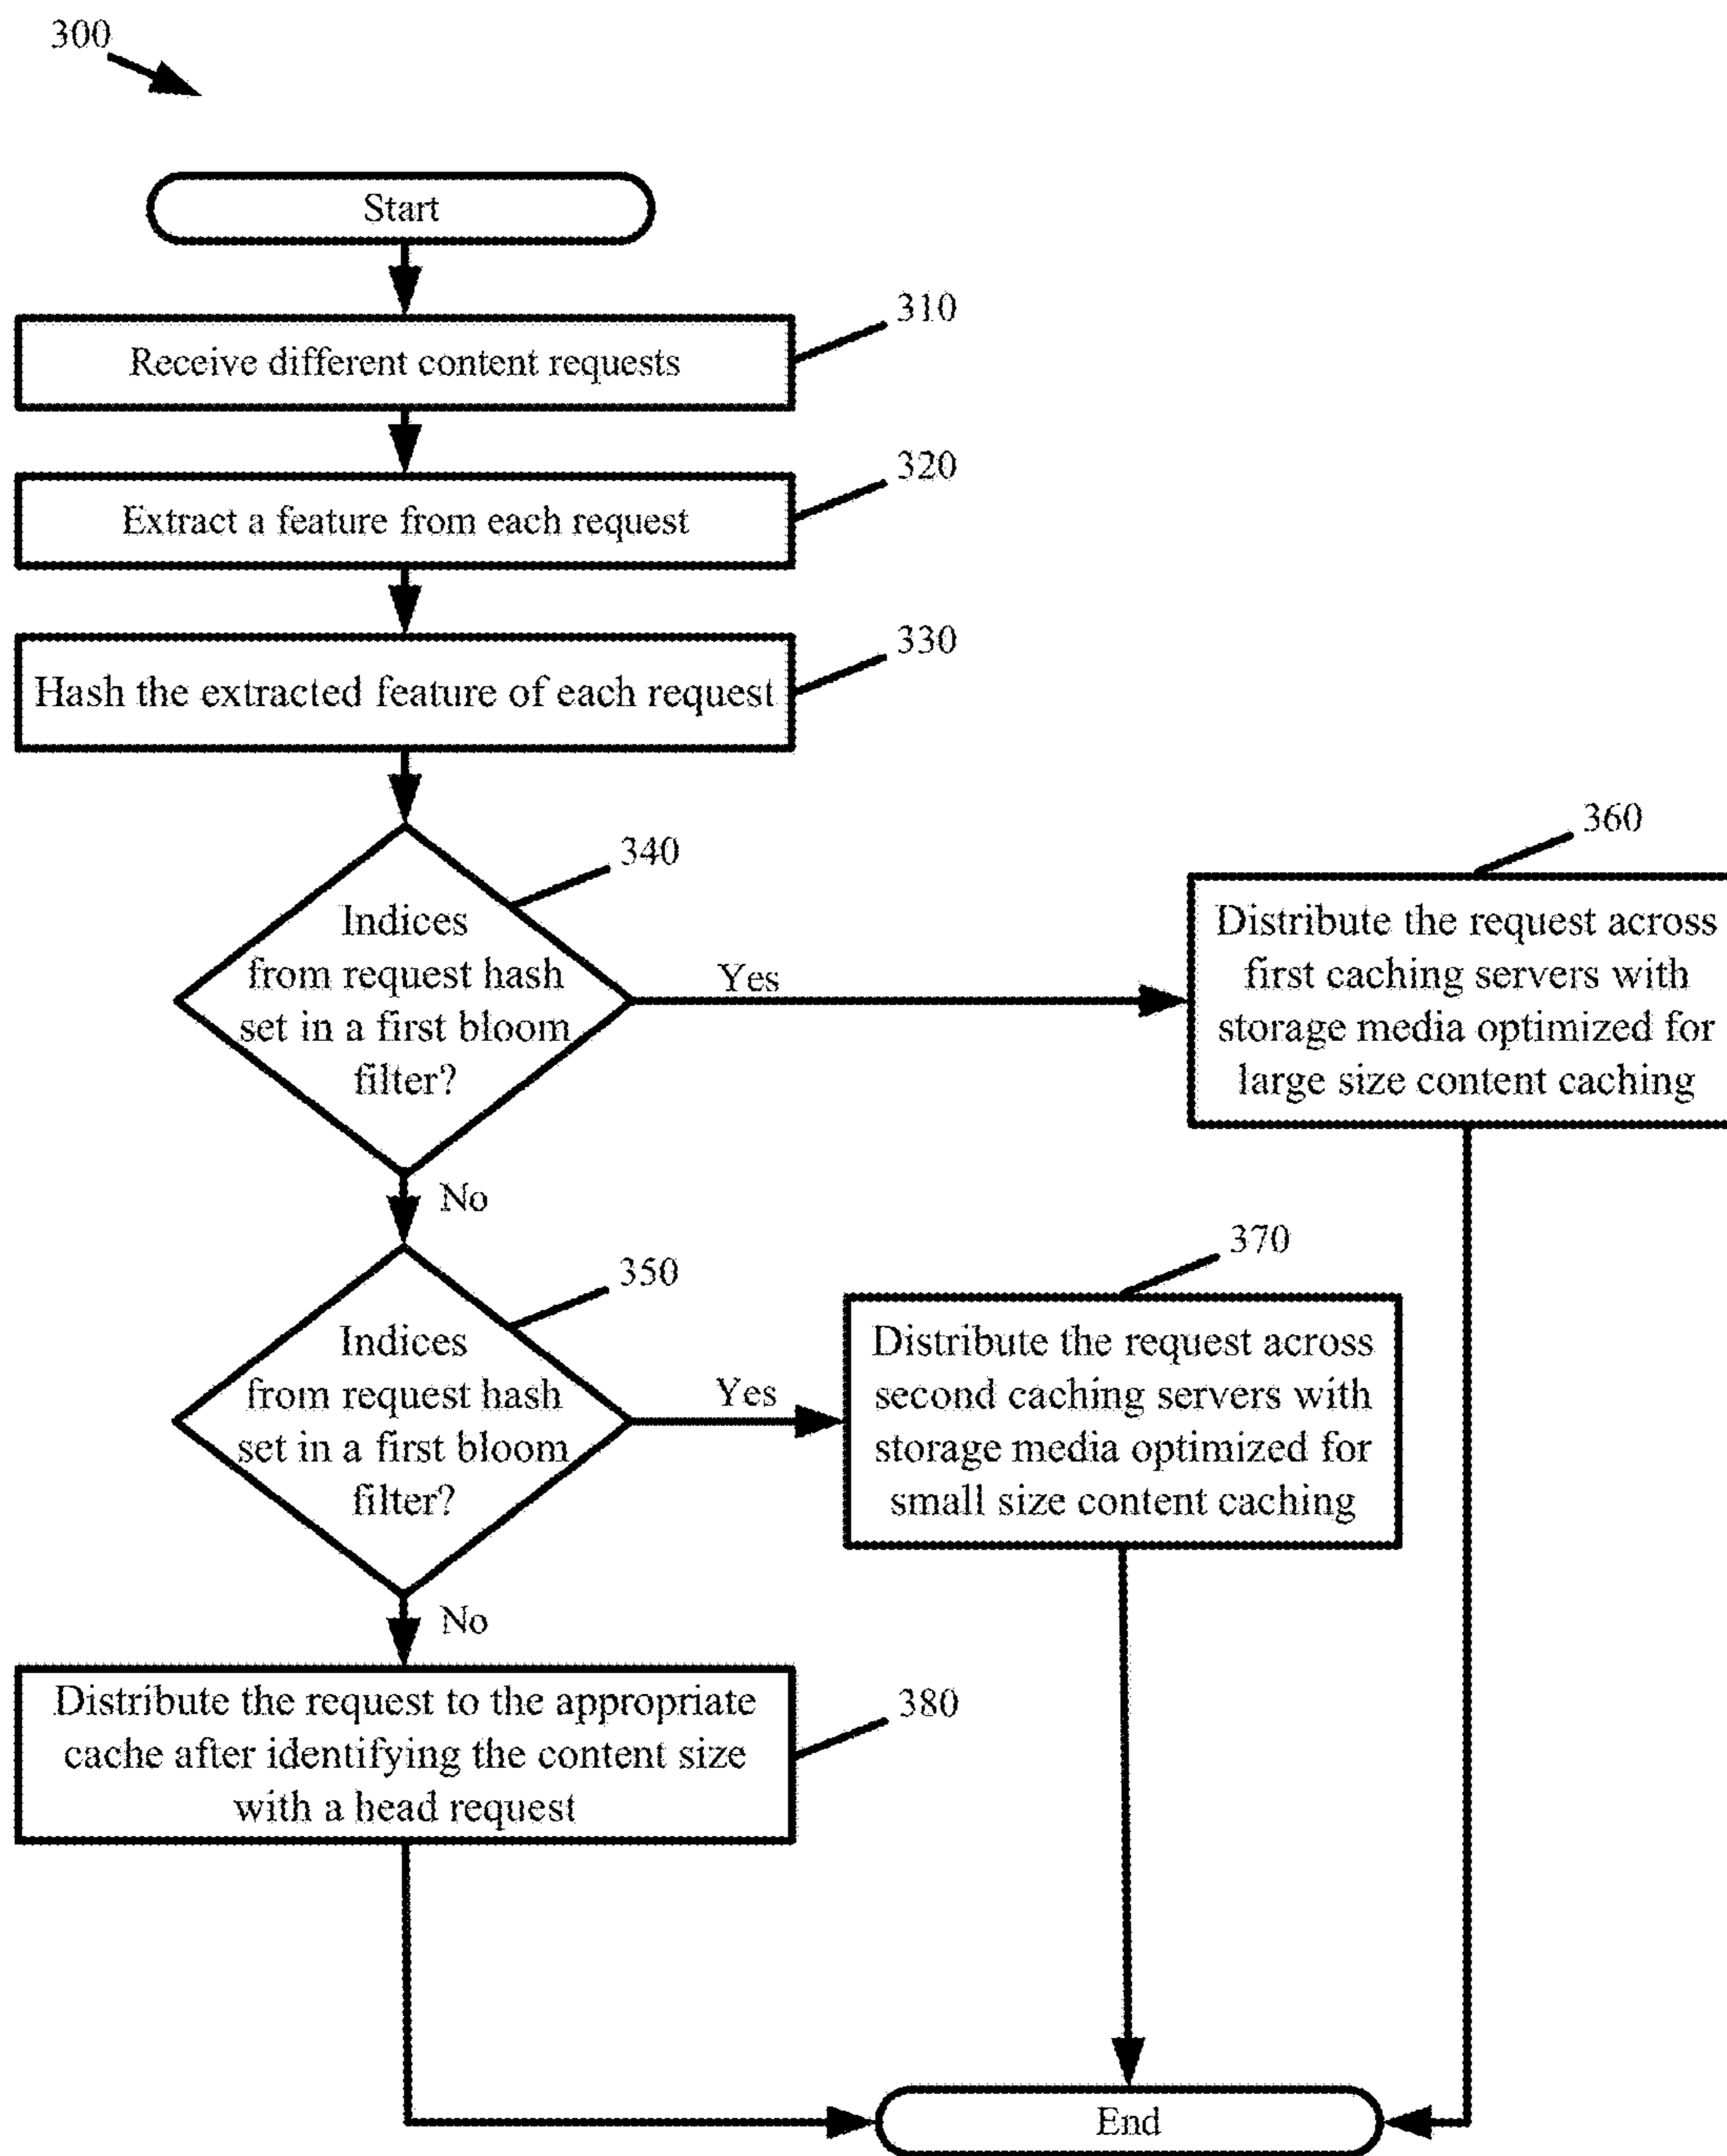 300
Start
310
Receive different content requests
320
Extract a feature from each request
330
Hash the extracted feature of each request
340
Indices
from request hash
set in a first bloom
filter?
Yes
360
Distribute the request across
first caching servers with
storage media optimized for
large size content caching
No
350
Indices
from request hash
set in a first bloom
filter?
Yes
370
Distribute the request across
second caching servers with
storage media optimized for
small size content caching
No
380
Distribute the request to the appropriate
cache after identifying the content size
with a head request
End